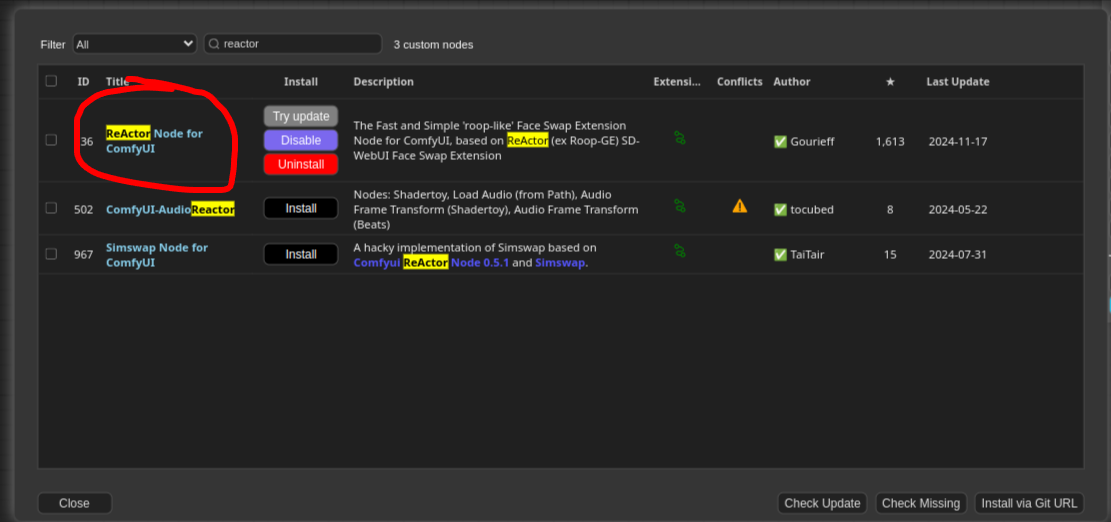 Filter All reactor 3 custom nodes
ID Title Install Description Extensi... Conflicts Author ★ Last Update
36
ReActor Node for
ComfyUI
Try update
Disable
Uninstall
The Fast and Simple 'roop-like' Face Swap Extension
Node for ComfyUI, based on ReActor (ex Roop-GE) SD-
WebUI Face Swap Extension
✅ Gourieff
1,613
2024-11-17
502
ComfyUI-AudioReactor
Install
Nodes: Shadertoy, Load Audio (from Path), Audio
Frame Transform (Shadertoy), Audio Frame Transform
(Beats)
✅ tocubed
8
2024-05-22
967
Simswap Node for
ComfyUI
Install
A hacky implementation of Simswap based on
Comfyui ReActor Node 0.5.1 and Simswap.
✅ TaiTair
15
2024-07-31
Close Check Update Check Missing Install via Git URL